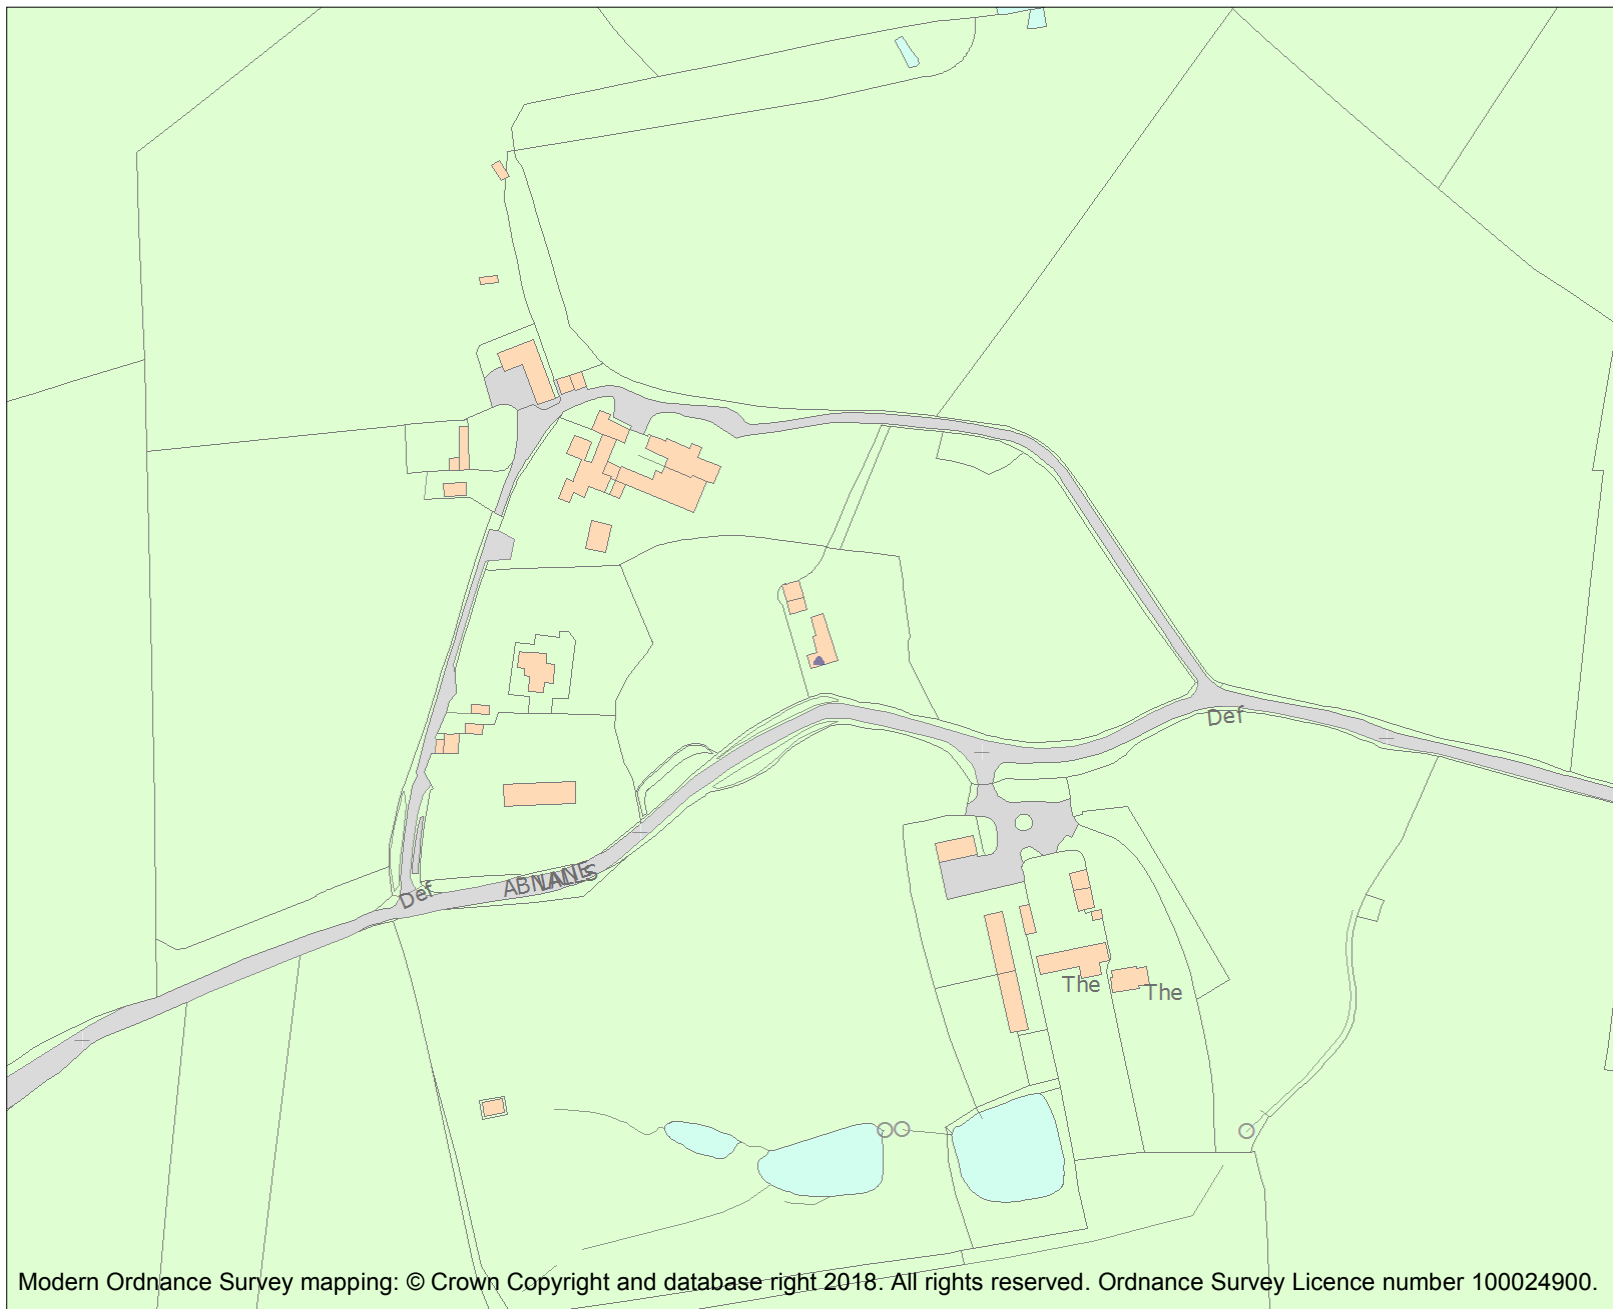 Def
Def
The
The
Modern Ordnance Survey mapping: © Crown Copyright and database right 2018. All rights reserved. Ordnance Survey Licence number 100024900.